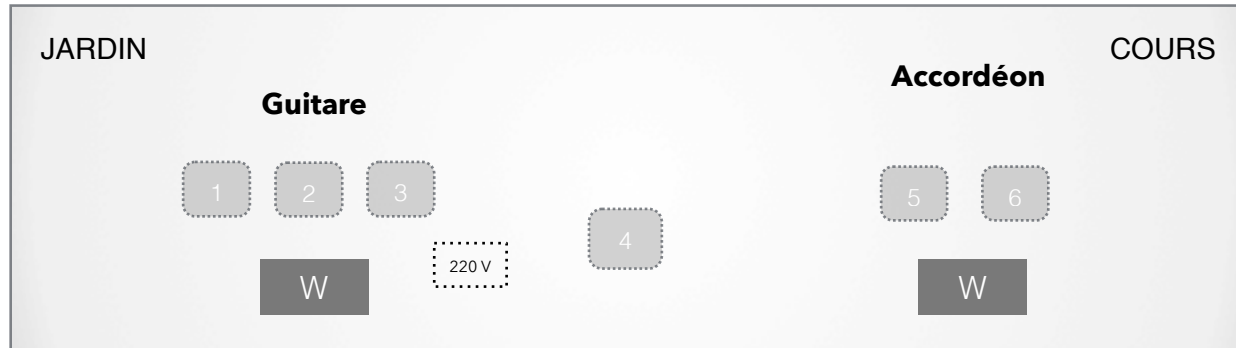 JARDIN
COURS
Accordéon
Guitare
1 2 3
5 6
4
220 V
W
W